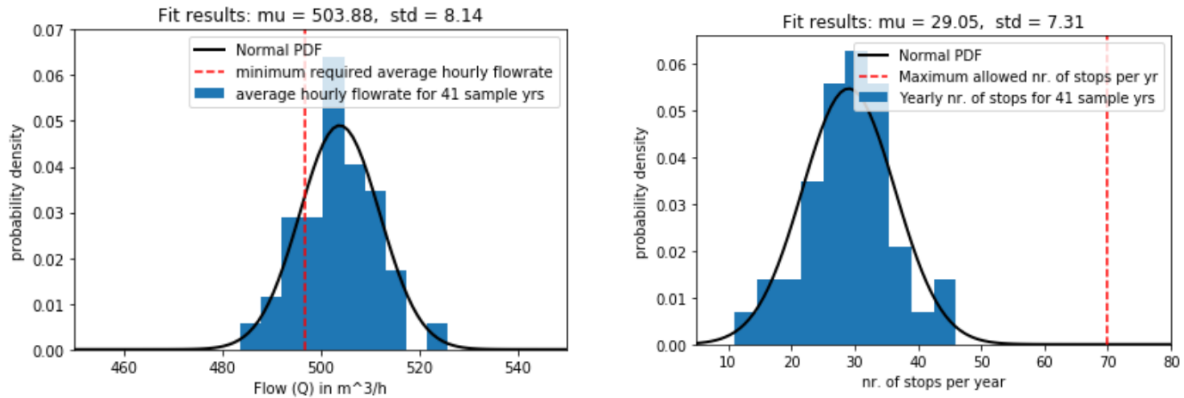 Fit results: mu = 503.88,  std = 8.14
Normal PDF
minimum required average hourly flowrate
average hourly flowrate for 41 sample yrs
probability density
0.07
0.06
0.05
0.04
0.03
0.02
0.01
0.00
460
480
500
520
540
Flow (Q) in m^3/h
Fit results: mu = 29.05,  std = 7.31
Normal PDF
Maximum allowed nr. of stops per yr
Yearly nr. of stops for 41 sample yrs
probability density
0.06
0.05
0.04
0.03
0.02
0.01
0.00
10
20
30
40
50
60
70
80
nr. of stops per year